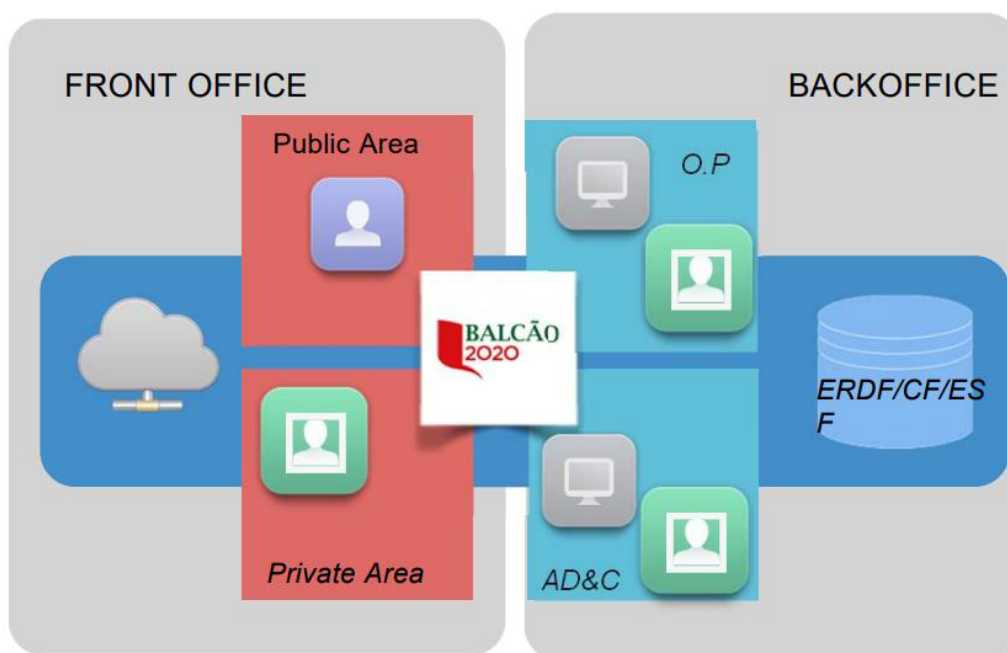 FRONT OFFICE
Public Area
Private Area
BALCÃO
2020
BACKOFFICE
O.P
AD&C
ERDF/CF/ES
F